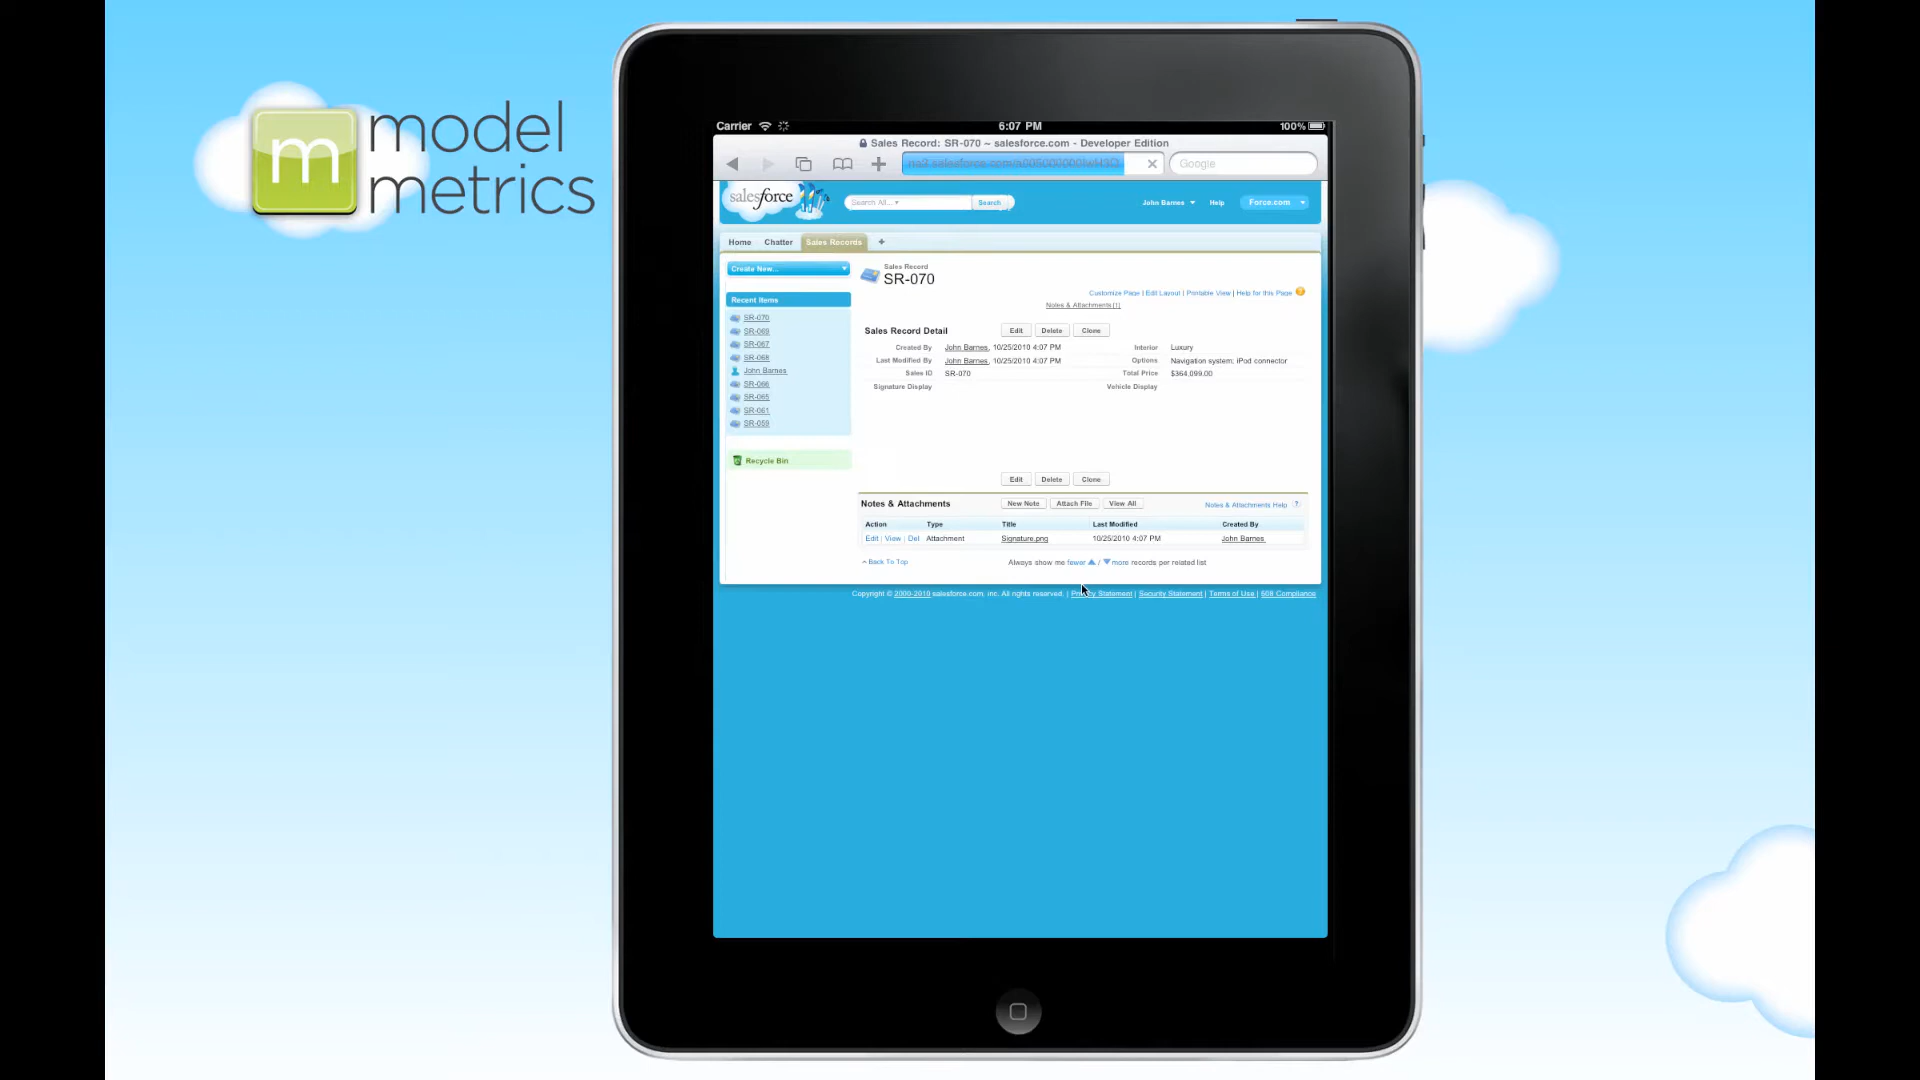 m model
metrics
Carrier 6:07 PM 100%
Sales Record: SR-070 ~ salesforce.com - Developer Edition
Google
salesforce Search All... Search John Barnes Help Force.com
Home Chatter Sales Records +
Create New...
Recent Items
SR-070
SR-069
SR-067
SR-068
John Barnes
SR-066
SR-065
SR-061
SR-059
Recycle Bin
Sales Record
SR-070
Customize Page | Edit Layout | Printable View | Help for this Page
Notes & Attachments [1]
Sales Record Detail Edit Delete Clone
Created By John Barnes, 10/25/2010 4:07 PM Interior Luxury
Last Modified By John Barnes, 10/25/2010 4:07 PM Options Navigation system; iPod connector
Sales ID SR-070 Total Price $364,099.00
Signature Display Vehicle Display
Edit Delete Clone
Notes & Attachments New Note Attach File View All Notes & Attachments Help ?
Action Type Title Last Modified Created By
Edit | View | Del Attachment Signature.png 10/25/2010 4:07 PM John Barnes
^ Back To Top Always show me fewer / more records per related list
Copyright © 2000-2010 salesforce.com, inc. All rights reserved. | Privacy Statement | Security Statement | Terms of Use | 508 Compliance